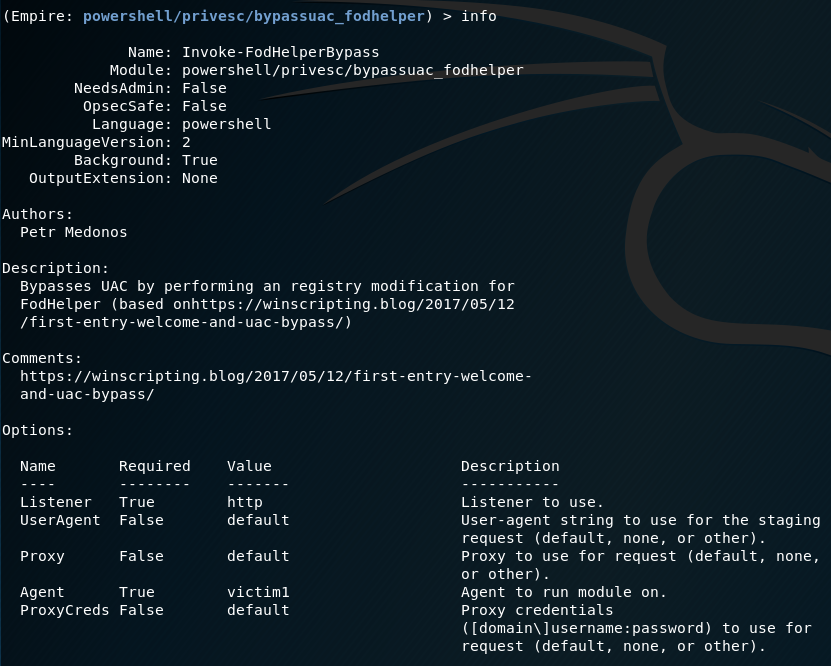 (Empire: powershell/privesc/bypassuac_fodhelper) > info
Name: Invoke-FodHelperBypass
Module: powershell/privesc/bypassuac_fodhelper
NeedsAdmin: False
OpsecSafe: False
Language: powershell
MinLanguageVersion: 2
Background: True
OutputExtension: None
Authors:
Petr Medonos
Description:
Bypasses UAC by performing an registry modification for
FodHelper (based onhttps://winscripting.blog/2017/05/12
/first-entry-welcome-and-uac-bypass/)
Comments:
https://winscripting.blog/2017/05/12/first-entry-welcome-
and-uac-bypass/
Options:
Name Required Value Description
---- -------- ------- -----------
Listener True http Listener to use.
UserAgent False default User-agent string to use for the staging
request (default, none, or other).
Proxy False default Proxy to use for request (default, none,
or other).
Agent True victim1 Agent to run module on.
ProxyCreds False default Proxy credentials
([domain\]username:password) to use for
request (default, none, or other).